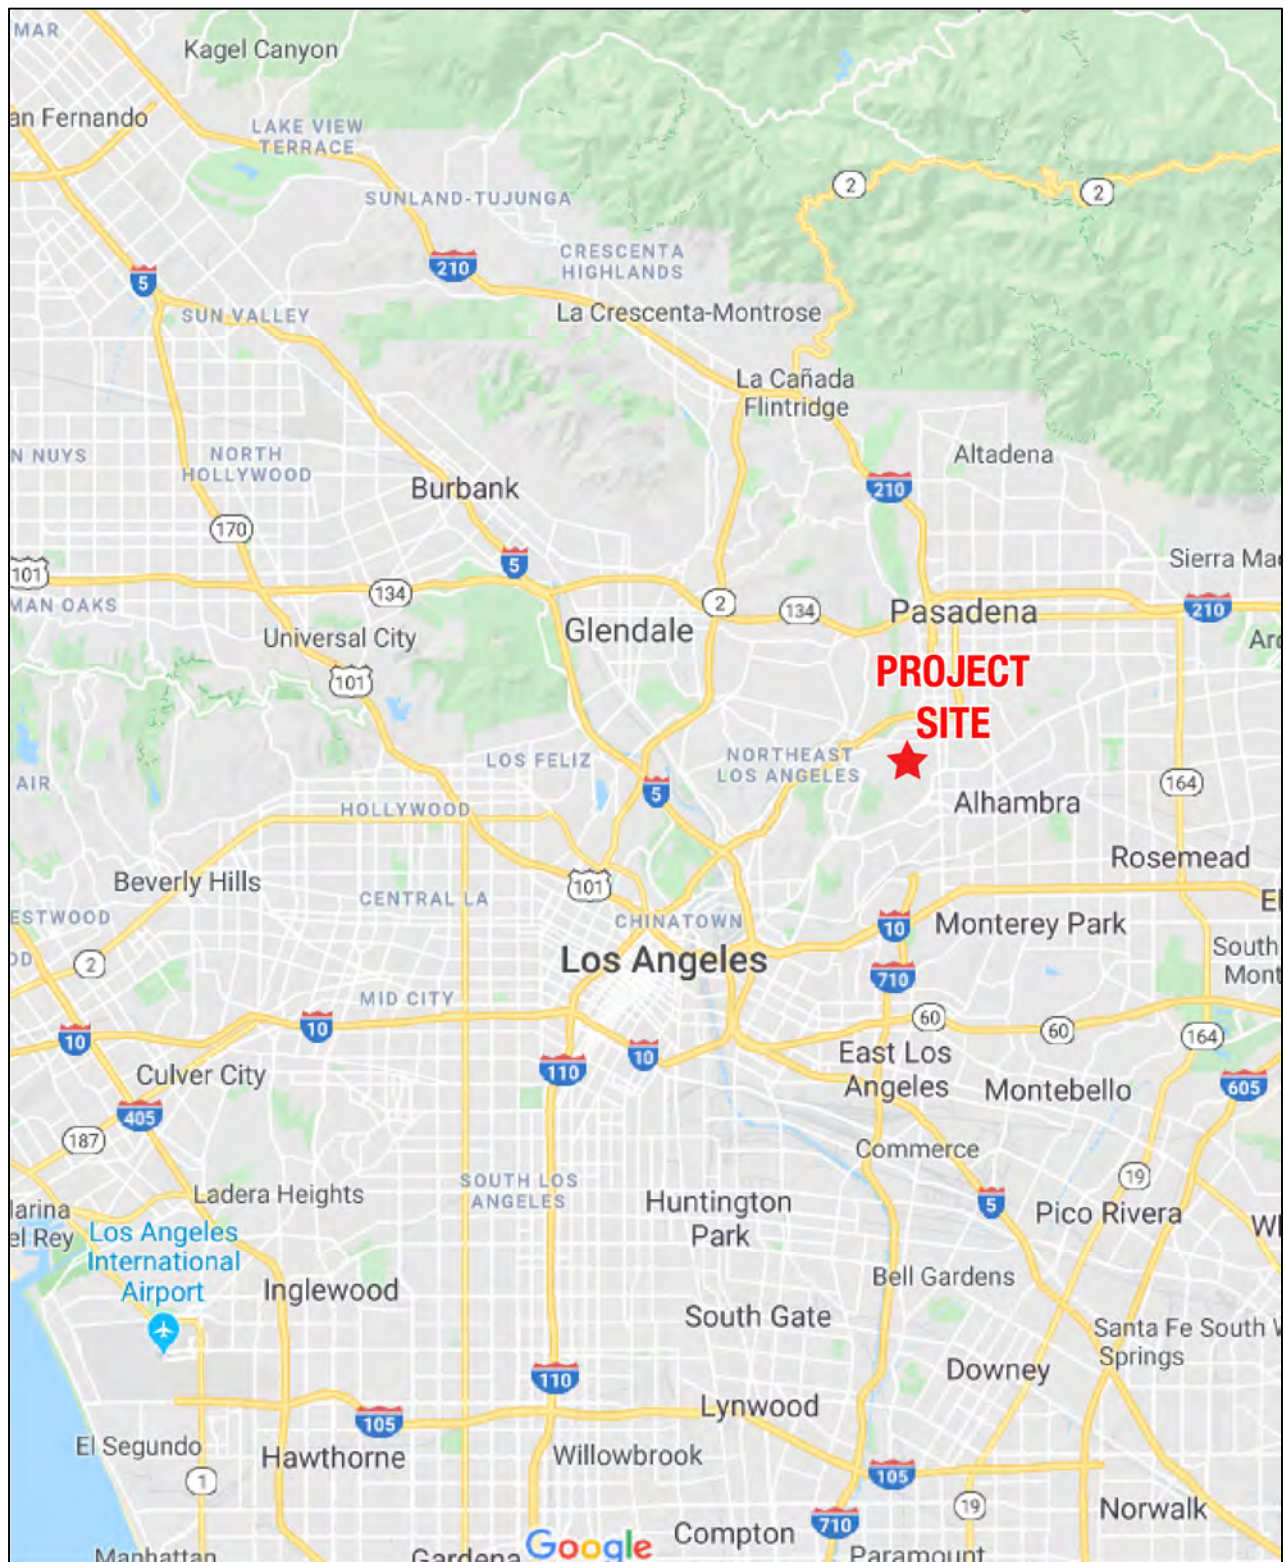 MAR
Kagel Canyon
an Fernando
LAKE VIEW
TERRACE
SUNLAND-TUJUNGA
2
2
CRESCENTA
HIGHLANDS
210
5
SUN VALLEY
La Crescenta-Montrose
La Cañada
Flintridge
N NUYS
NORTH
HOLLYWOOD
Altadena
Burbank
210
170
101
5
Sierra Mad
134
MAN OAKS
2
134
Pasadena
210
Universal City
Glendale
Arc
101
PROJECT
SITE
LOS FELIZ
NORTHEAST
LOS ANGELES
AIR
5
164
HOLLYWOOD
Alhambra
Rosemead
Beverly Hills
101
CENTRAL LA
El
ESTWOOD
CHINATOWN
10
Monterey Park
OD
2
Los Angeles
South
Mont
710
MID CITY
10
10
60
60
164
10
110
East Los
Angeles
Culver City
Montebello
605
405
187
Commerce
19
Ladera Heights
SOUTH LOS
ANGELES
Huntington
Park
5
Pico Rivera
larina
el Rey
Wh
Los Angeles
International
Airport
Inglewood
Bell Gardens
South Gate
Santa Fe
Springs
South W
Downey
110
105
Lynwood
El Segundo
Hawthorne
Willowbrook
1
105
19
Norwalk
710
Google
Compton
Manhattan
Gardena
Paramount